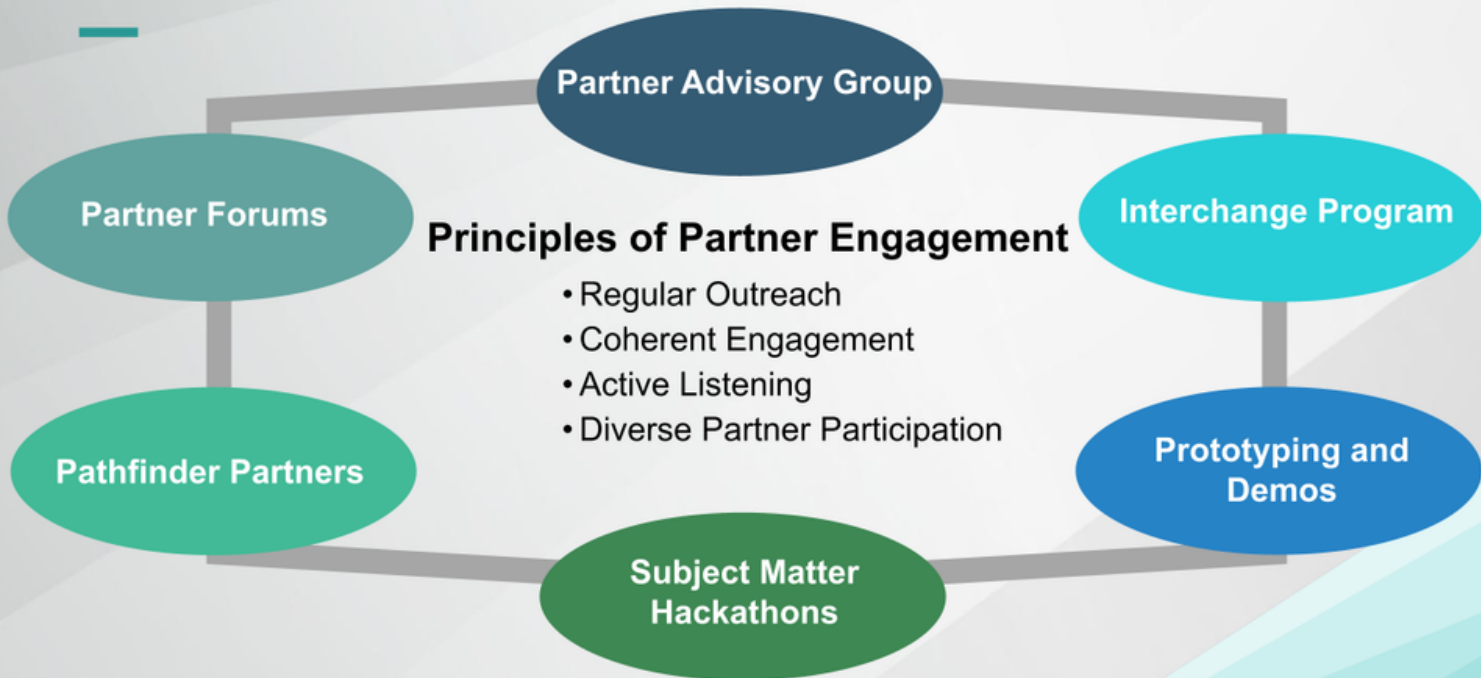 Partner Advisory Group
Partner Forums
Interchange Program
Principles of Partner Engagement
• Regular Outreach
• Coherent Engagement
• Active Listening
• Diverse Partner Participation
Pathfinder Partners
Prototyping and
Demos
Subject Matter
Hackathons